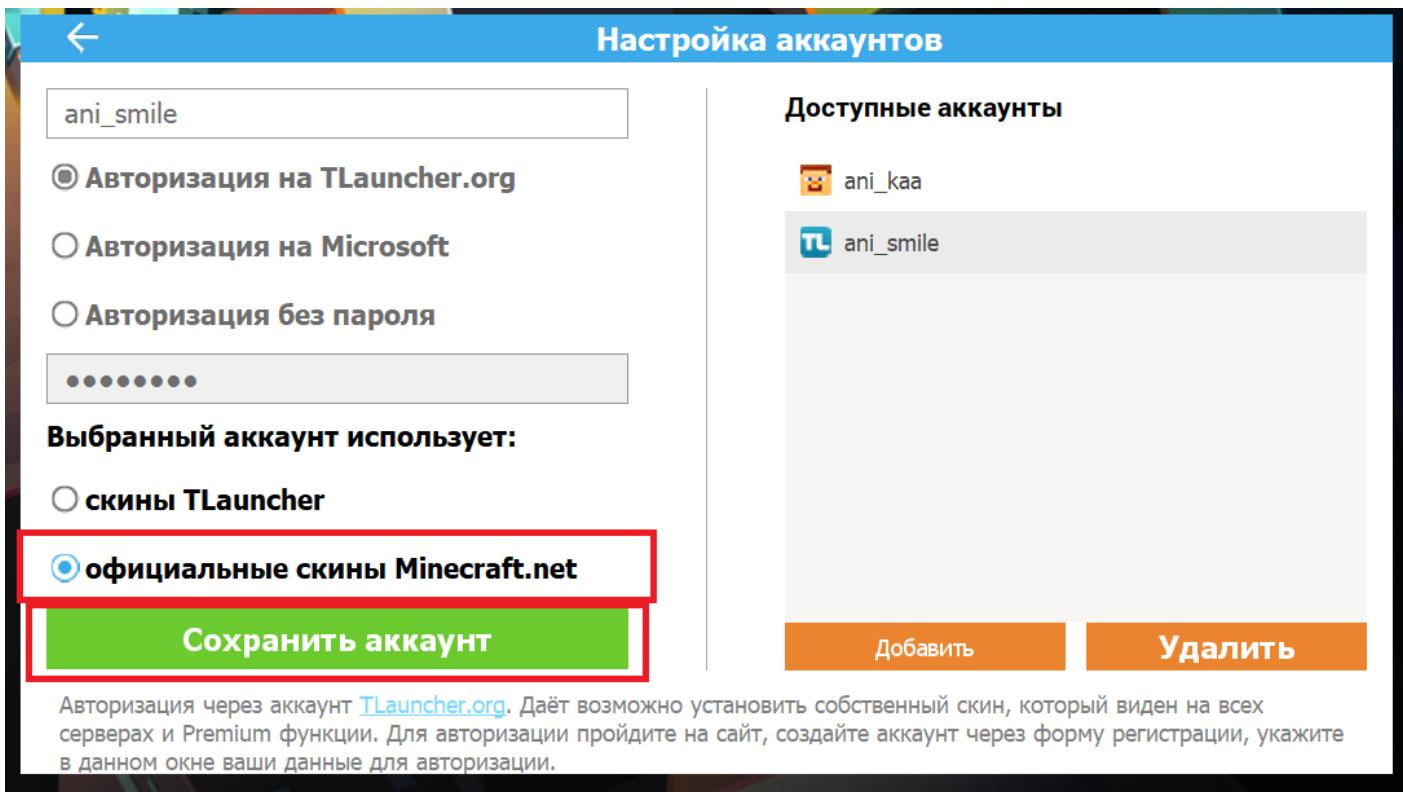 Настройка аккаунтов
ani_smile
Авторизация на TLauncher.org
Авторизация на Microsoft
Авторизация без пароля
Выбранный аккаунт использует:
скины TLauncher
официальные скины Minecraft.net
Сохранить аккаунт
Доступные аккаунты
ani_kaa
TL ani_smile
Добавить
Удалить
Авторизация через аккаунт TLauncher.org. Даёт возможно установить собственный скин, который виден на всех
серверах и Premium функции. Для авторизации пройдите на сайт, создайте аккаунт через форму регистрации, укажите
в данном окне ваши данные для авторизации.